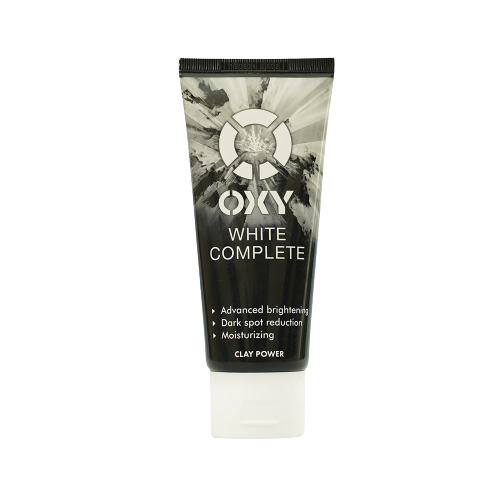 OXY
WHITE
COMPLETE
Advanced brightening
Dark spot reduction
Moisturizing
CLAY POWER